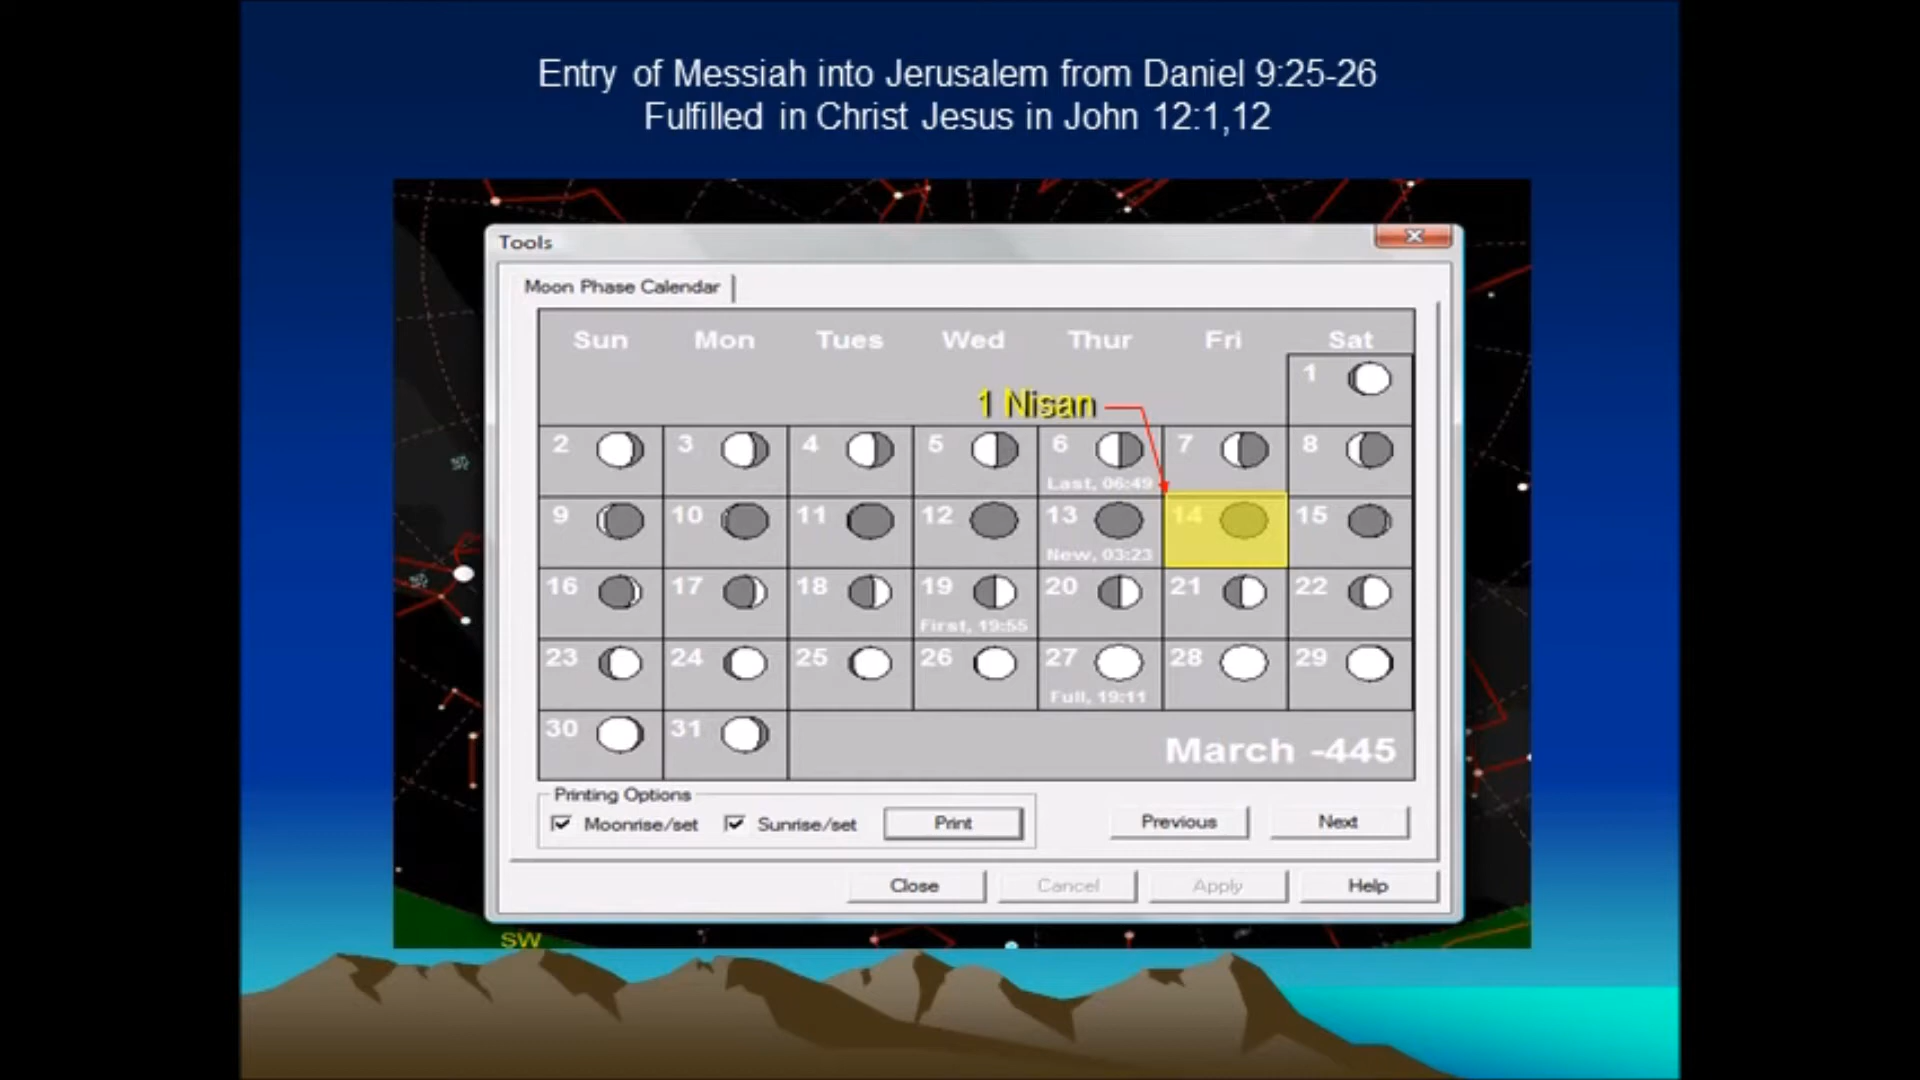 Entry of Messiah into Jerusalem from Daniel 9:25-26
Fulfilled in Christ Jesus in John 12:1,12
Tools
Moon Phase Calendar
Sun Mon Tues Wed Thur Fri Sat
1
1 Nisan
2 3 4 5 6 7 8
Last, 06:49
9 10 11 12 13 14 15
New, 03:23
16 17 18 19 20 21 22
First, 19:55
23 24 25 26 27 28 29
Full, 19:11
30 31
March -445
Printing Options
Moonrise/set Sunrise/set Print Previous Next
Close Cancel Apply Help
SW